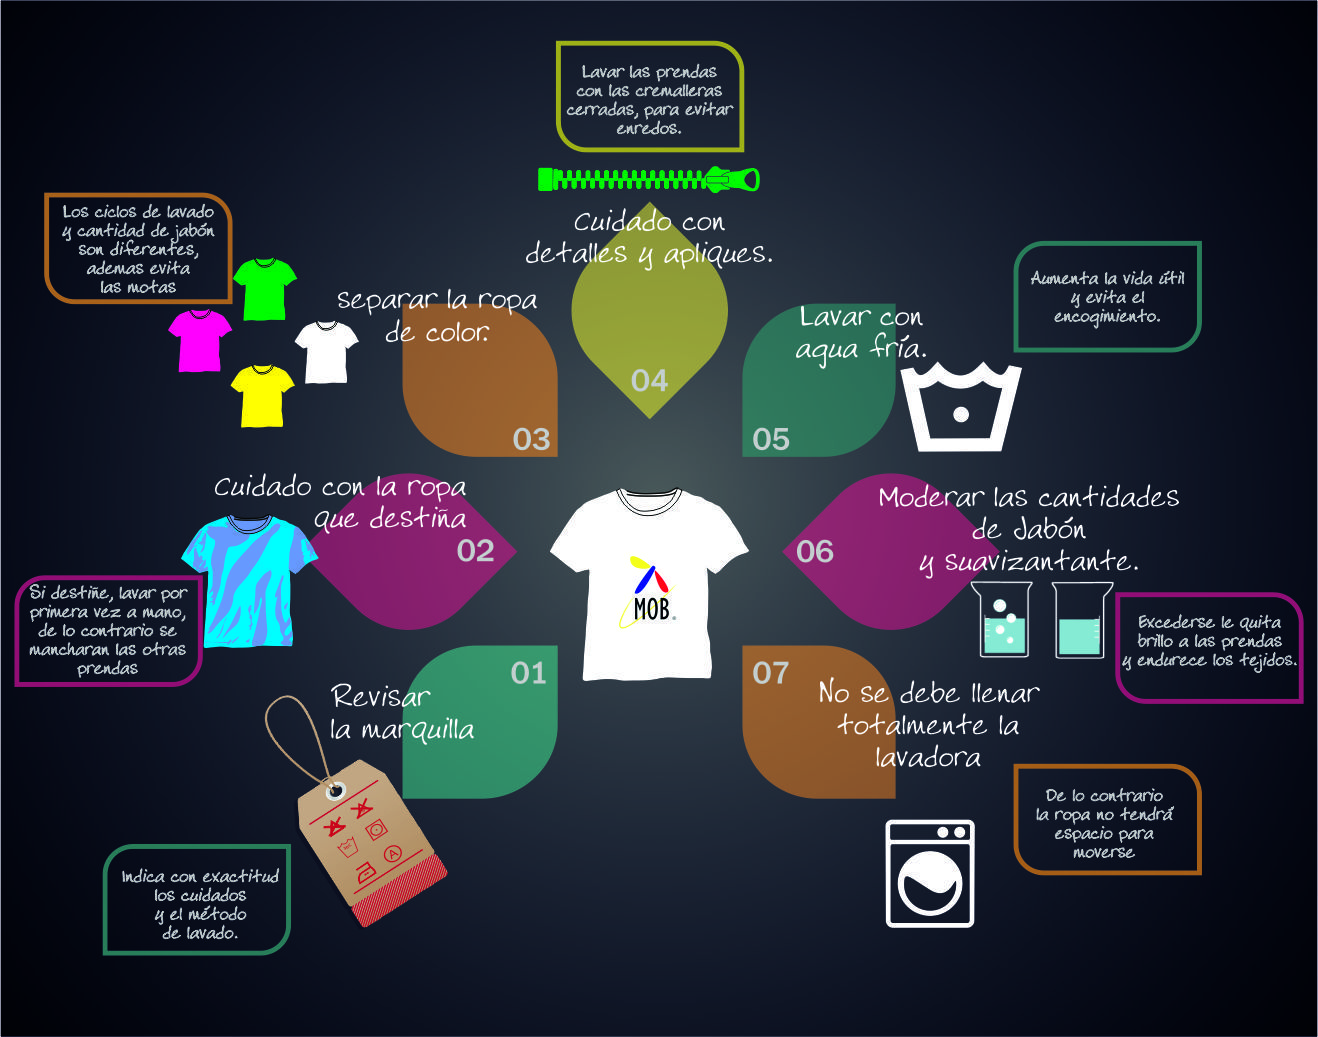 Lavar las prendas
con las cremalleras
cerradas, para evitar
enredos.
Cuidado con
detalles y apliques.
04
Los ciclos de lavado
y cantidad de jabón
son diferentes,
ademas evita
las motas
Separar la ropa
de color.
03
Lavar con
agua fría.
05
Aumenta la vida útil
y evita el
encogimiento.
Cuidado con la ropa
que destiña
02
Si destiñe, lavar por
primera vez a mano,
de lo contrario se
mancharan las otras
prendas
MOB.
Moderar las cantidades
de Jabón
y suavizantante.
06
Excederse le quita
brillo a las prendas
y endurece los tejidos.
01
Revisar
la marquilla
A
Indica con exactitud
los cuidados
y el método
de lavado.
07
No se debe llenar
totalmente la
lavadora
De lo contrario
la ropa no tendrá
espacio para
moverse